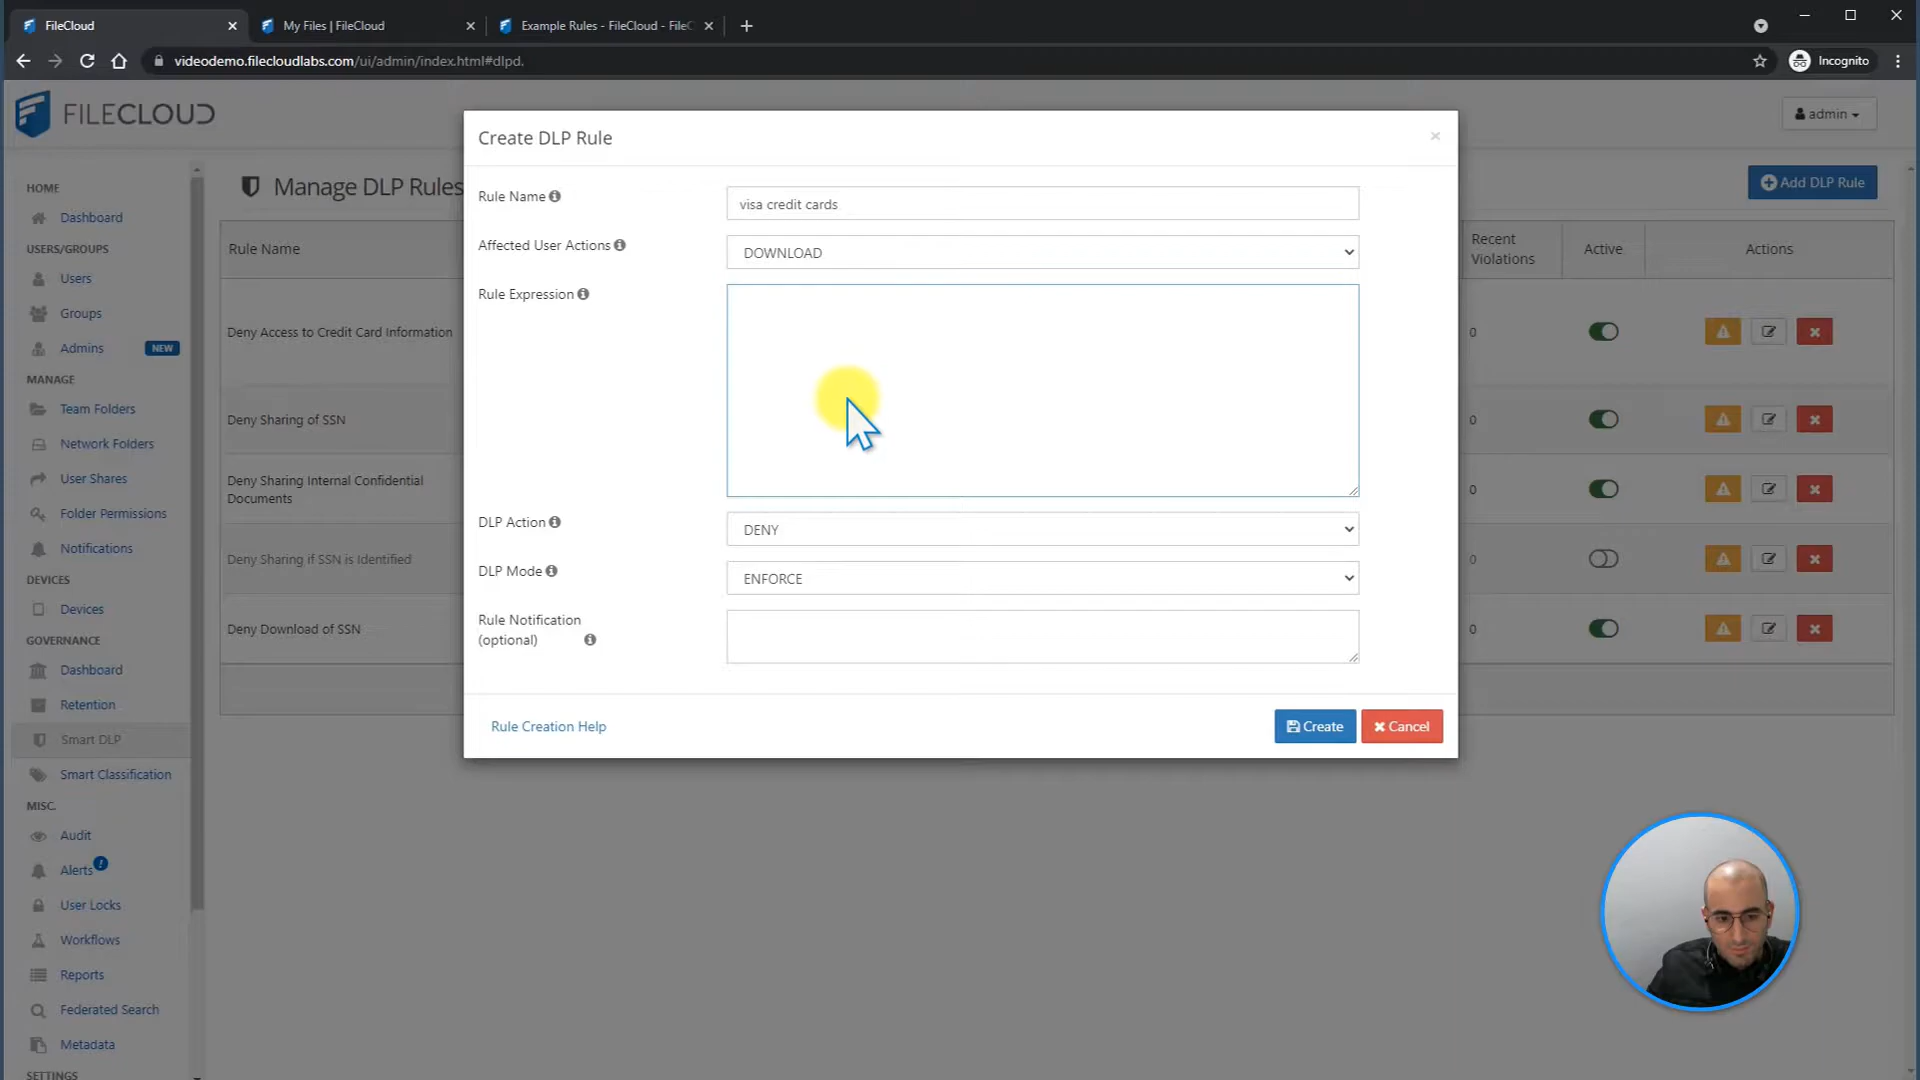 FileCloud
My Files | FileCloud
Example Rules - FileCloud - FileC
videodemo.filecloudlabs.com/ui/admin/index.html#dlpd.
Incognito
FILECLOUD
admin
HOME
Dashboard
USERS/GROUPS
Users
Groups
Admins NEW
MANAGE
Team Folders
Network Folders
User Shares
Folder Permissions
Notifications
DEVICES
Devices
GOVERNANCE
Dashboard
Retention
Smart DLP
Smart Classification
MISC.
Audit
Alerts
User Locks
Workflows
Reports
Federated Search
Metadata
SETTINGS
Manage DLP Rules
Add DLP Rule
Rule Name
Recent Violations
Active
Actions
Deny Access to Credit Card Information
0
Deny Sharing of SSN
0
Deny Sharing Internal Confidential
Documents
0
Deny Sharing if SSN is Identified
0
Deny Download of SSN
0
Create DLP Rule
Rule Name
visa credit cards
Affected User Actions
DOWNLOAD
Rule Expression
DLP Action
DENY
DLP Mode
ENFORCE
Rule Notification
(optional)
Rule Creation Help
Create
Cancel